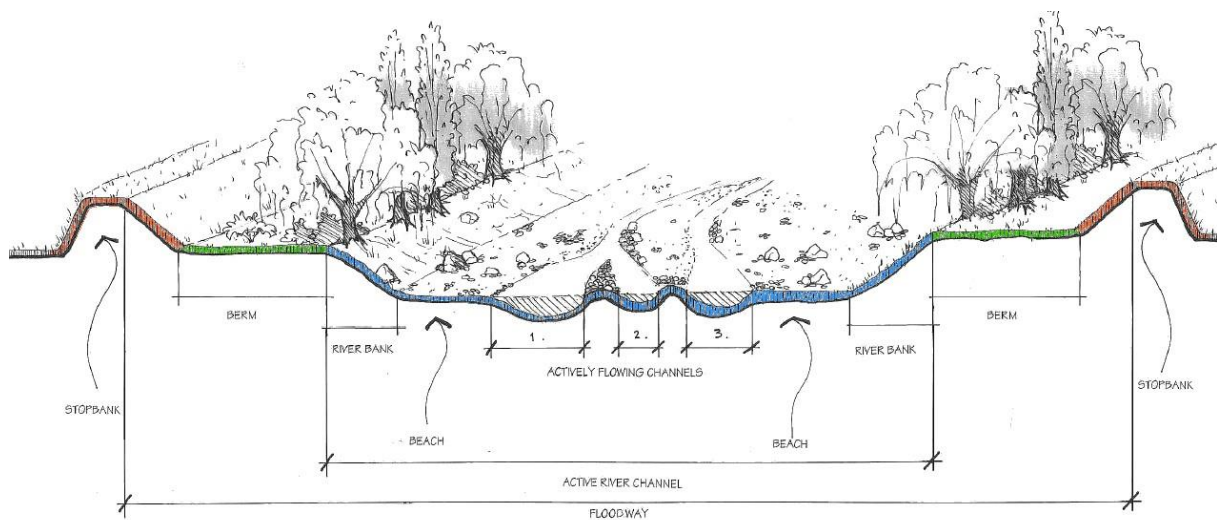 BERM
RIVER BANK
1.
2.
3.
RIVER BANK
BERM
ACTIVELY FLOWING CHANNELS
STOPBANK
STOPBANK
BEACH
BEACH
ACTIVE RIVER CHANNEL
FLOODWAY